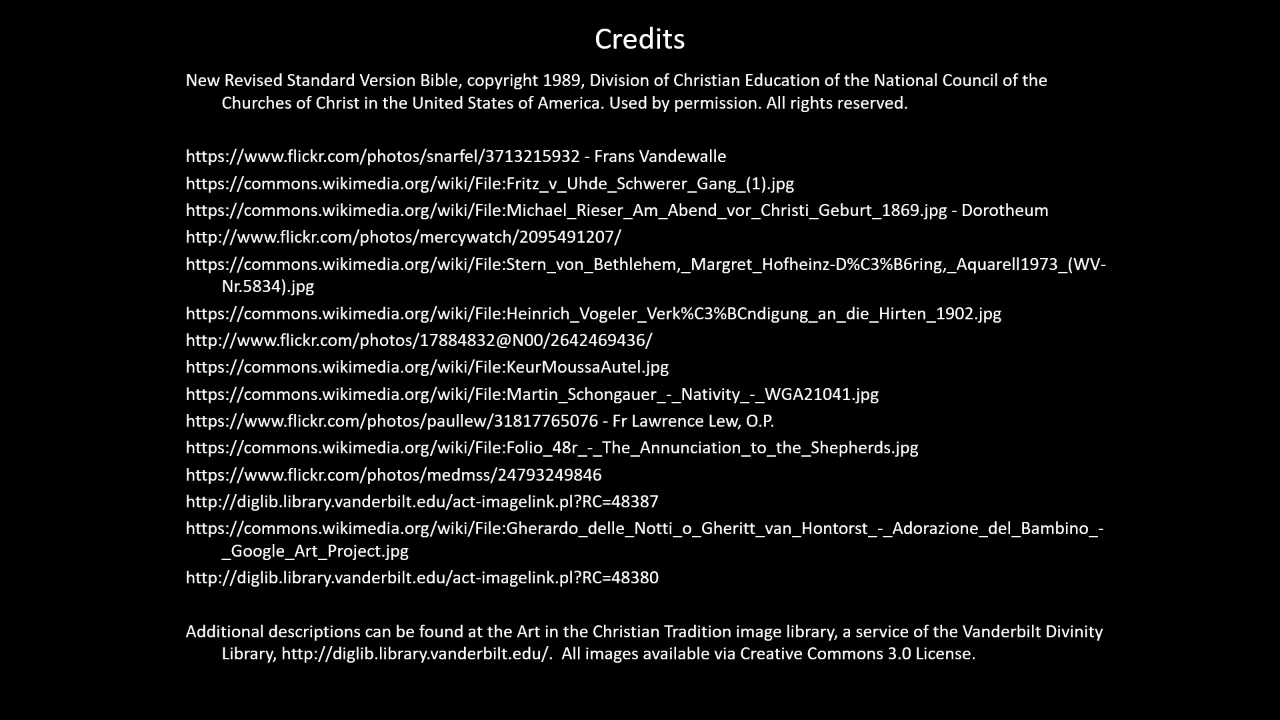 Credits
New Revised Standard Version Bible, copyright 1989, Division of Christian Education of the National Council of the
Churches of Christ in the United States of America. Used by permission. All rights reserved.
https://www.flickr.com/photos/snarfel/3713215932 - Frans Vandewalle
https://commons.wikimedia.org/wiki/File:Fritz_v_Uhde_Schwerer_Gang_(1).jpg
https://commons.wikimedia.org/wiki/File:Michael_Rieser_Am_Abend_vor_Christi_Geburt_1869.jpg - Dorotheum
http://www.flickr.com/photos/mercywatch/2095491207/
https://commons.wikimedia.org/wiki/File:Stern_von_Bethlehem,_Margret_Hofheinz-D%C3%B6ring,_Aquarell1973_(WV-
Nr.5834).jpg
https://commons.wikimedia.org/wiki/File:Heinrich_Vogeler_Verk%C3%BCndigung_an_die_Hirten_1902.jpg
http://www.flickr.com/photos/17884832@N00/2642469436/
https://commons.wikimedia.org/wiki/File:KeurMoussaAutel.jpg
https://commons.wikimedia.org/wiki/File:Martin_Schongauer_-_Nativity_-_WGA21041.jpg
https://www.flickr.com/photos/paullew/31817765076 - Fr Lawrence Lew, O.P.
https://commons.wikimedia.org/wiki/File:Folio_48r_-_The_Annunciation_to_the_Shepherds.jpg
https://www.flickr.com/photos/medmss/24793249846
http://diglib.library.vanderbilt.edu/act-imagelink.pl?RC=48387
https://commons.wikimedia.org/wiki/File:Gherardo_delle_Notti_o_Gheritt_van_Hontorst_-_Adorazione_del_Bambino_-
_Google_Art_Project.jpg
http://diglib.library.vanderbilt.edu/act-imagelink.pl?RC=48380
Additional descriptions can be found at the Art in the Christian Tradition image library, a service of the Vanderbilt Divinity
Library, http://diglib.library.vanderbilt.edu/.  All images available via Creative Commons 3.0 License.